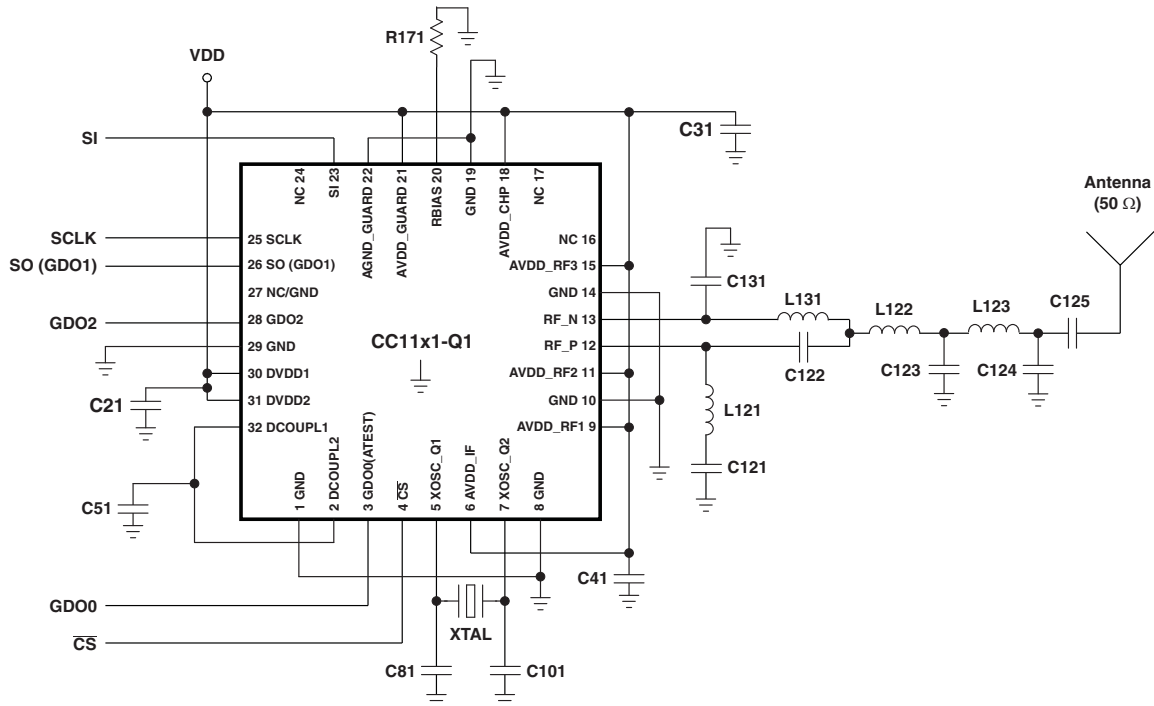 R171
VDD
C31
SI
NC 24
SI 23
AGND_GUARD 22
AVDD_GUARD 21
RBIAS 20
GND 19
AVDD_CHP 18
NC 17
Antenna
(50 Ω)
SCLK
25 SCLK
NC 16
SO (GDO1)
26 SO (GDO1)
AVDD_RF3 15
C131
27 NC/GND
GND 14
L131
L122
L123
C125
GDO2
28 GDO2
RF_N 13
CC11x1-Q1
29 GND
RF_P 12
C122
C123
C124
30 DVDD1
AVDD_RF2 11
C21
31 DVDD2
GND 10
L121
32 DCOUPL1
AVDD_RF1 9
C121
C51
1 GND
2 DCOUPL2
3 GDO0(ATEST)
4 CS
5 XOSC_Q1
6 AVDD_IF
7 XOSC_Q2
8 GND
C41
GDO0
XTAL
CS
C81
C101